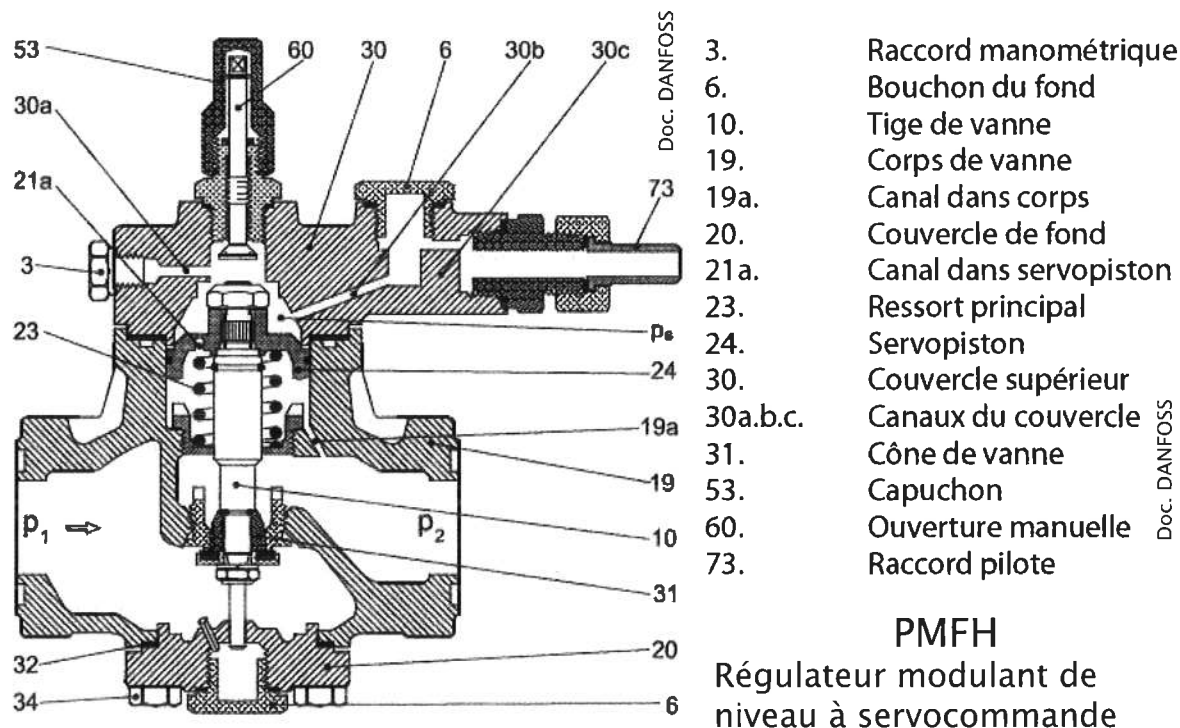 53
60
30
6
30b
30c
30a
21a
73
3
23
Ps
24
19a
19
P1
P2
10
31
32
20
34
6
Doc. DANFOSS
3. Raccord manométrique
6. Bouchon du fond
10. Tige de vanne
19. Corps de vanne
19a. Canal dans corps
20. Couvercle de fond
21a. Canal dans servopiston
23. Ressort principal
24. Servopiston
30. Couvercle supérieur
30a.b.c. Canaux du couvercle
31. Cône de vanne
53. Capuchon
60. Ouverture manuelle
73. Raccord pilote
Doc. DANFOSS
PMFH
Régulateur modulant de
niveau à servocommande